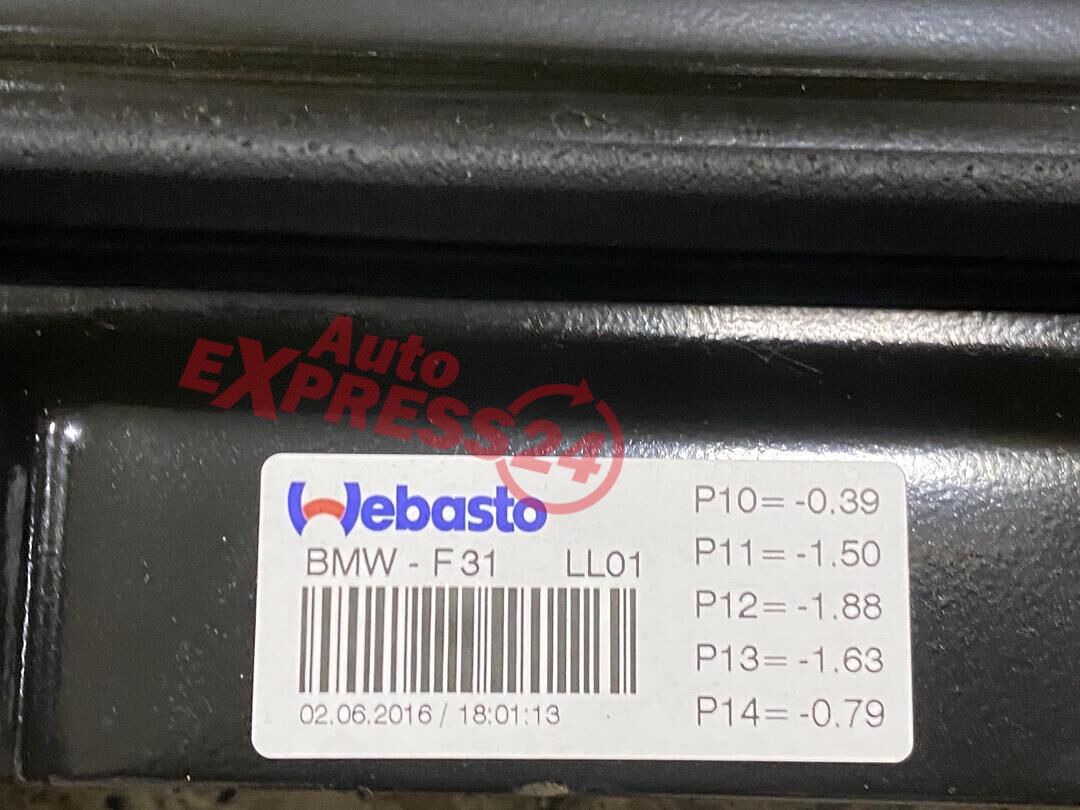 Auto
EXPRESS24
Webasto
BMW - F31 LL01
02.06.2016 / 18:01:13
P10= -0.39
P11= -1.50
P12= -1.88
P13= -1.63
P14= -0.79